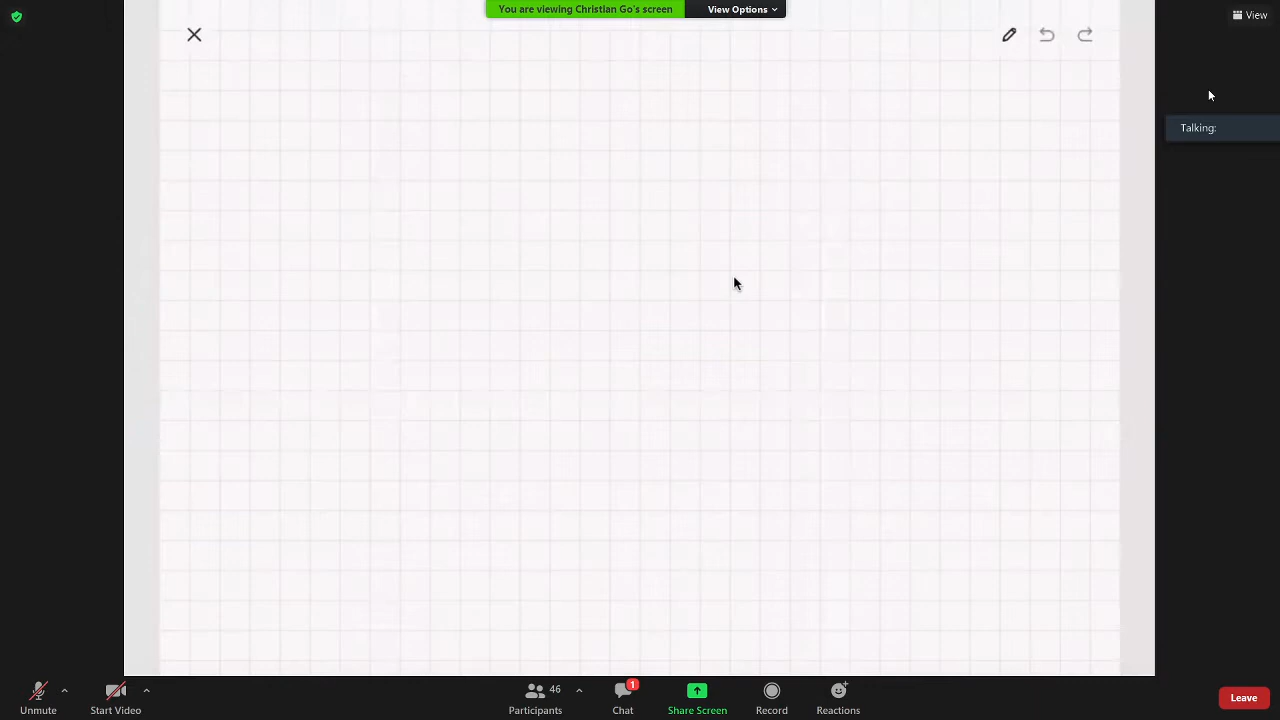 You are viewing Christian Go's screen
View Options
View
Talking:
Unmute
Start Video
46
Participants
1
Chat
Share Screen
Record
Reactions
Leave